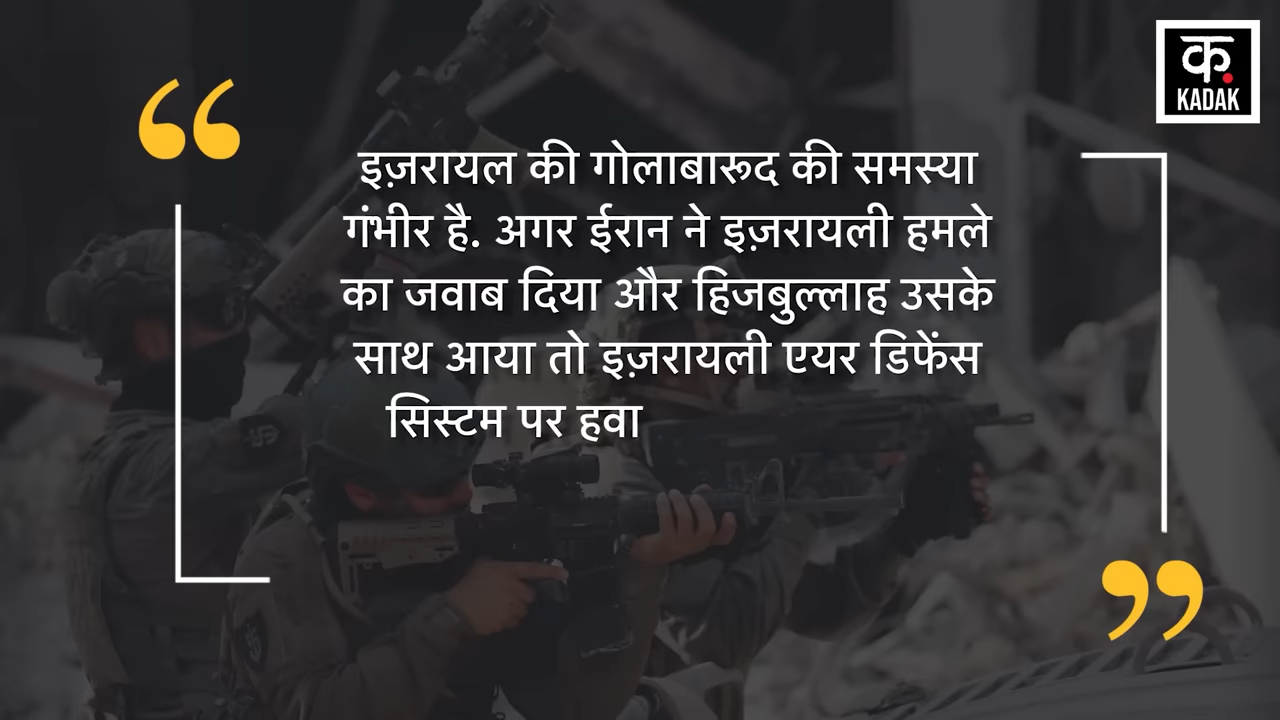 क.
KADAK
“
इज़रायल की गोलाबारूद की समस्या
गंभीर है. अगर ईरान ने इज़रायली हमले
का जवाब दिया और हिजबुल्लाह उसके
साथ आया तो इज़रायली एयर डिफेंस
सिस्टम पर हवा
”